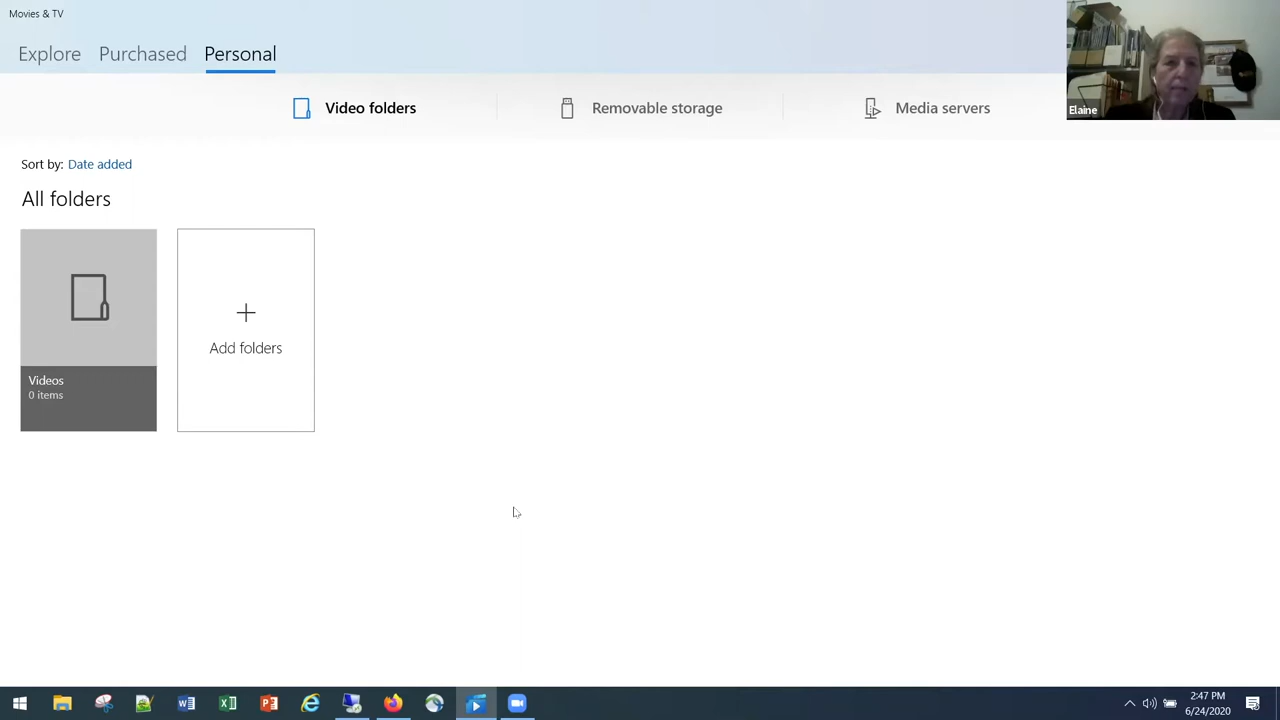 Movies & TV
Explore Purchased Personal
Video folders Removable storage Media servers
Elaine
Sort by: Date added
All folders
Videos
0 items
Add folders
2:47 PM
6/24/2020